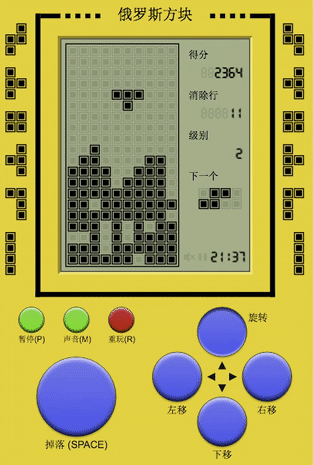 俄罗斯方块
得分
2364
消除行
11
级别
2
下一个
21:37
旋转
暂停(P)
声音(M)
重玩(R)
左移
右移
掉落 (SPACE)
下移